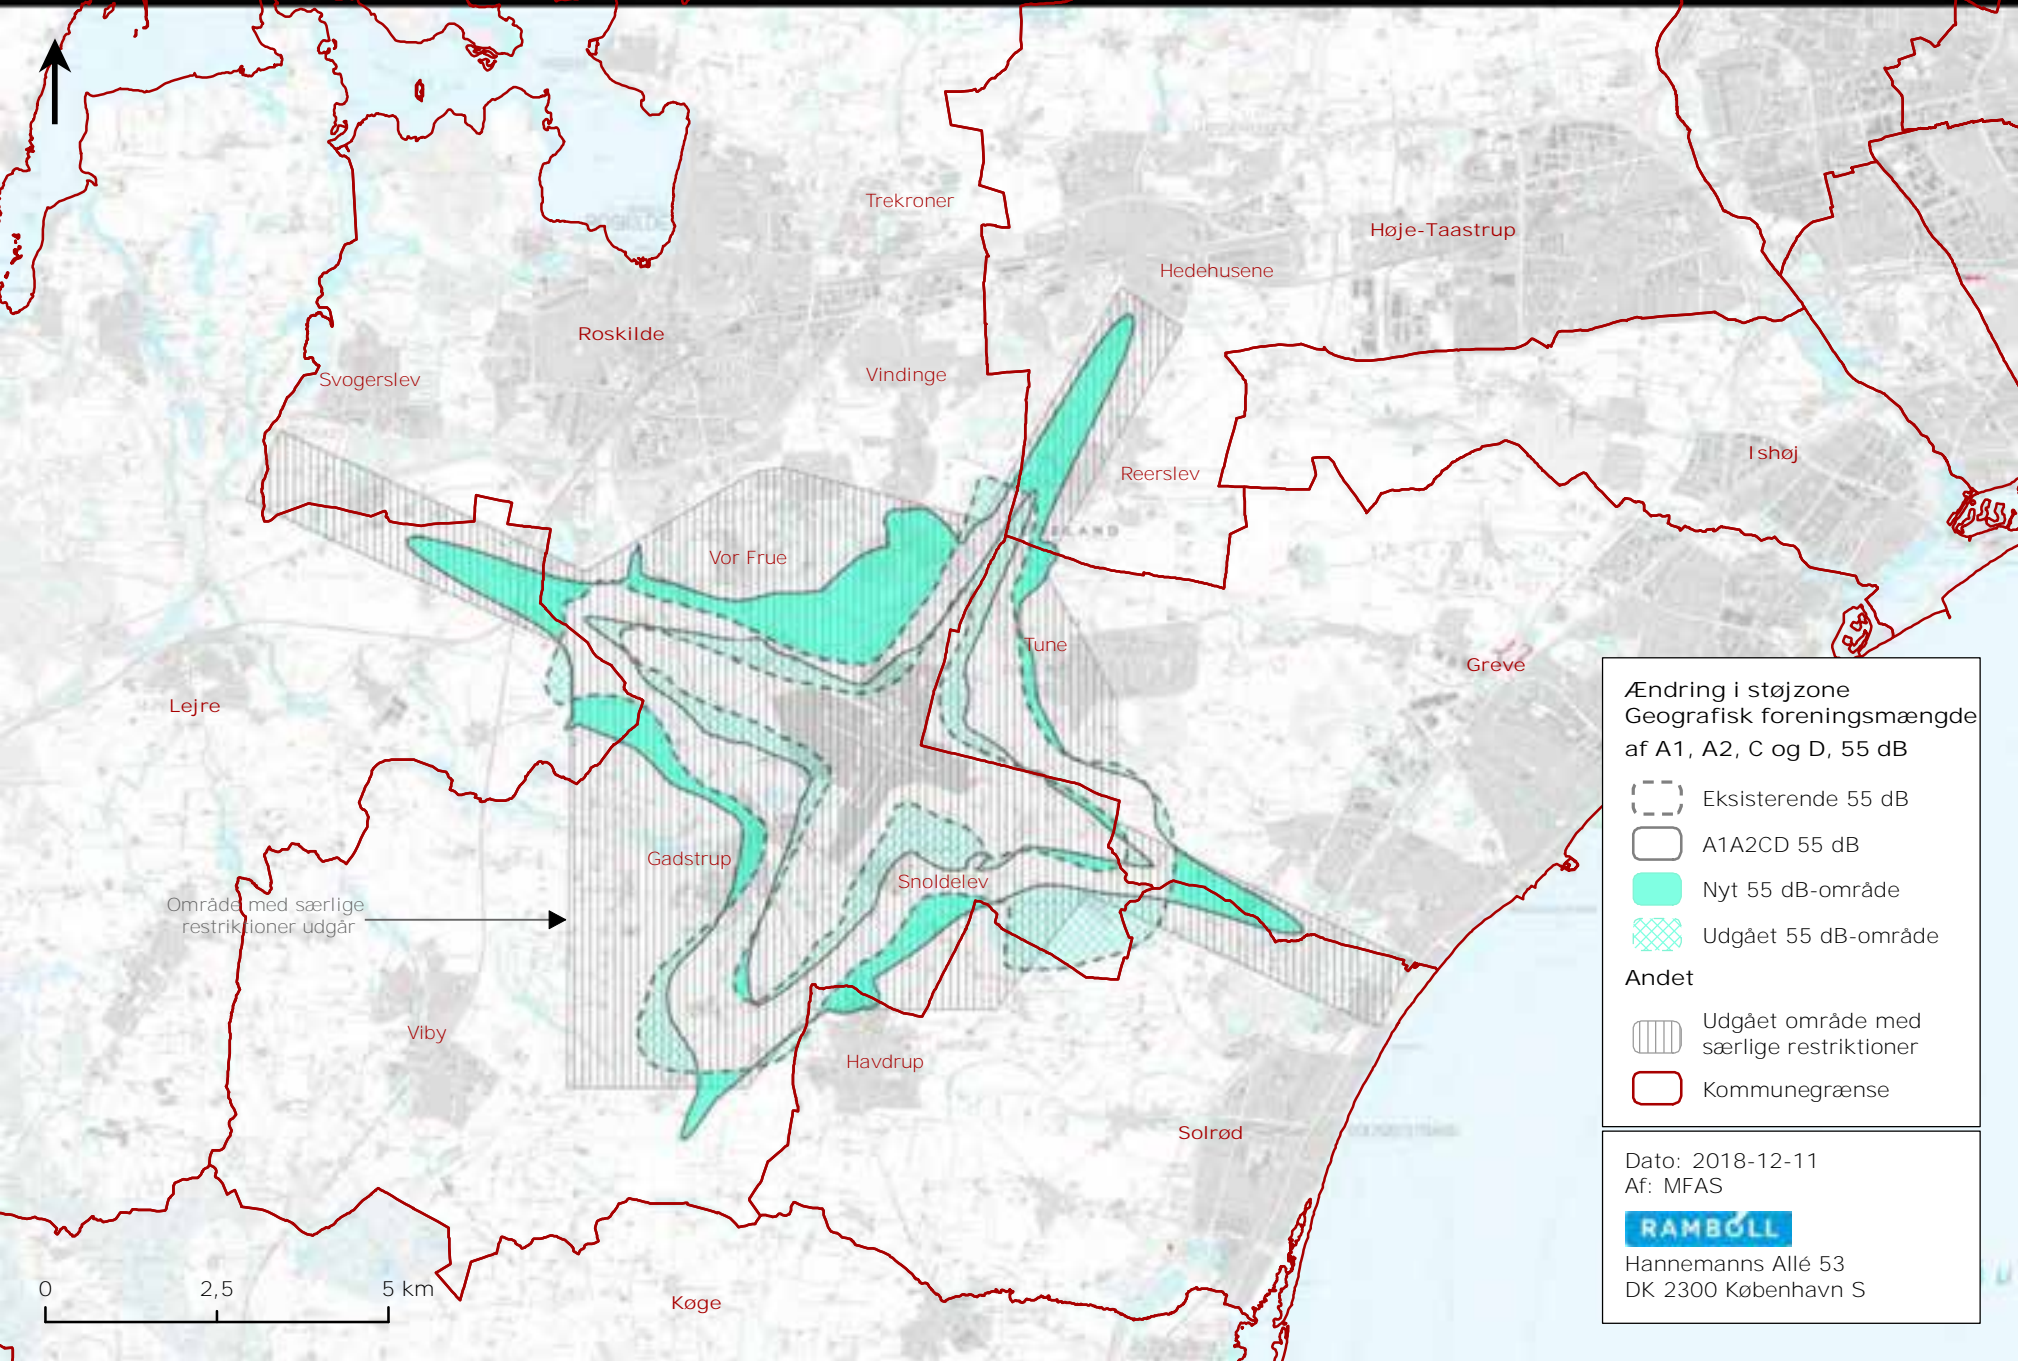 Trekroner
Høje-Taastrup
Hedehusene
Roskilde
Svogerslev
Vindinge
Ishøj
Reerslev
Vor Frue
Tune
Greve
Lejre
Gadstrup
Snoldelev
Område med særlige
restriktioner udgår
Viby
Havdrup
Solrød
Køge
0 2,5 5 km
Ændring i støjzone
Geografisk foreningsmængde
af A1, A2, C og D, 55 dB
Eksisterende 55 dB
A1A2CD 55 dB
Nyt 55 dB-område
Udgået 55 dB-område
Andet
Udgået område med
særlige restriktioner
Kommunegrænse
Dato: 2018-12-11
Af: MFAS
RAMBOLL
Hannemanns Allé 53
DK 2300 København S